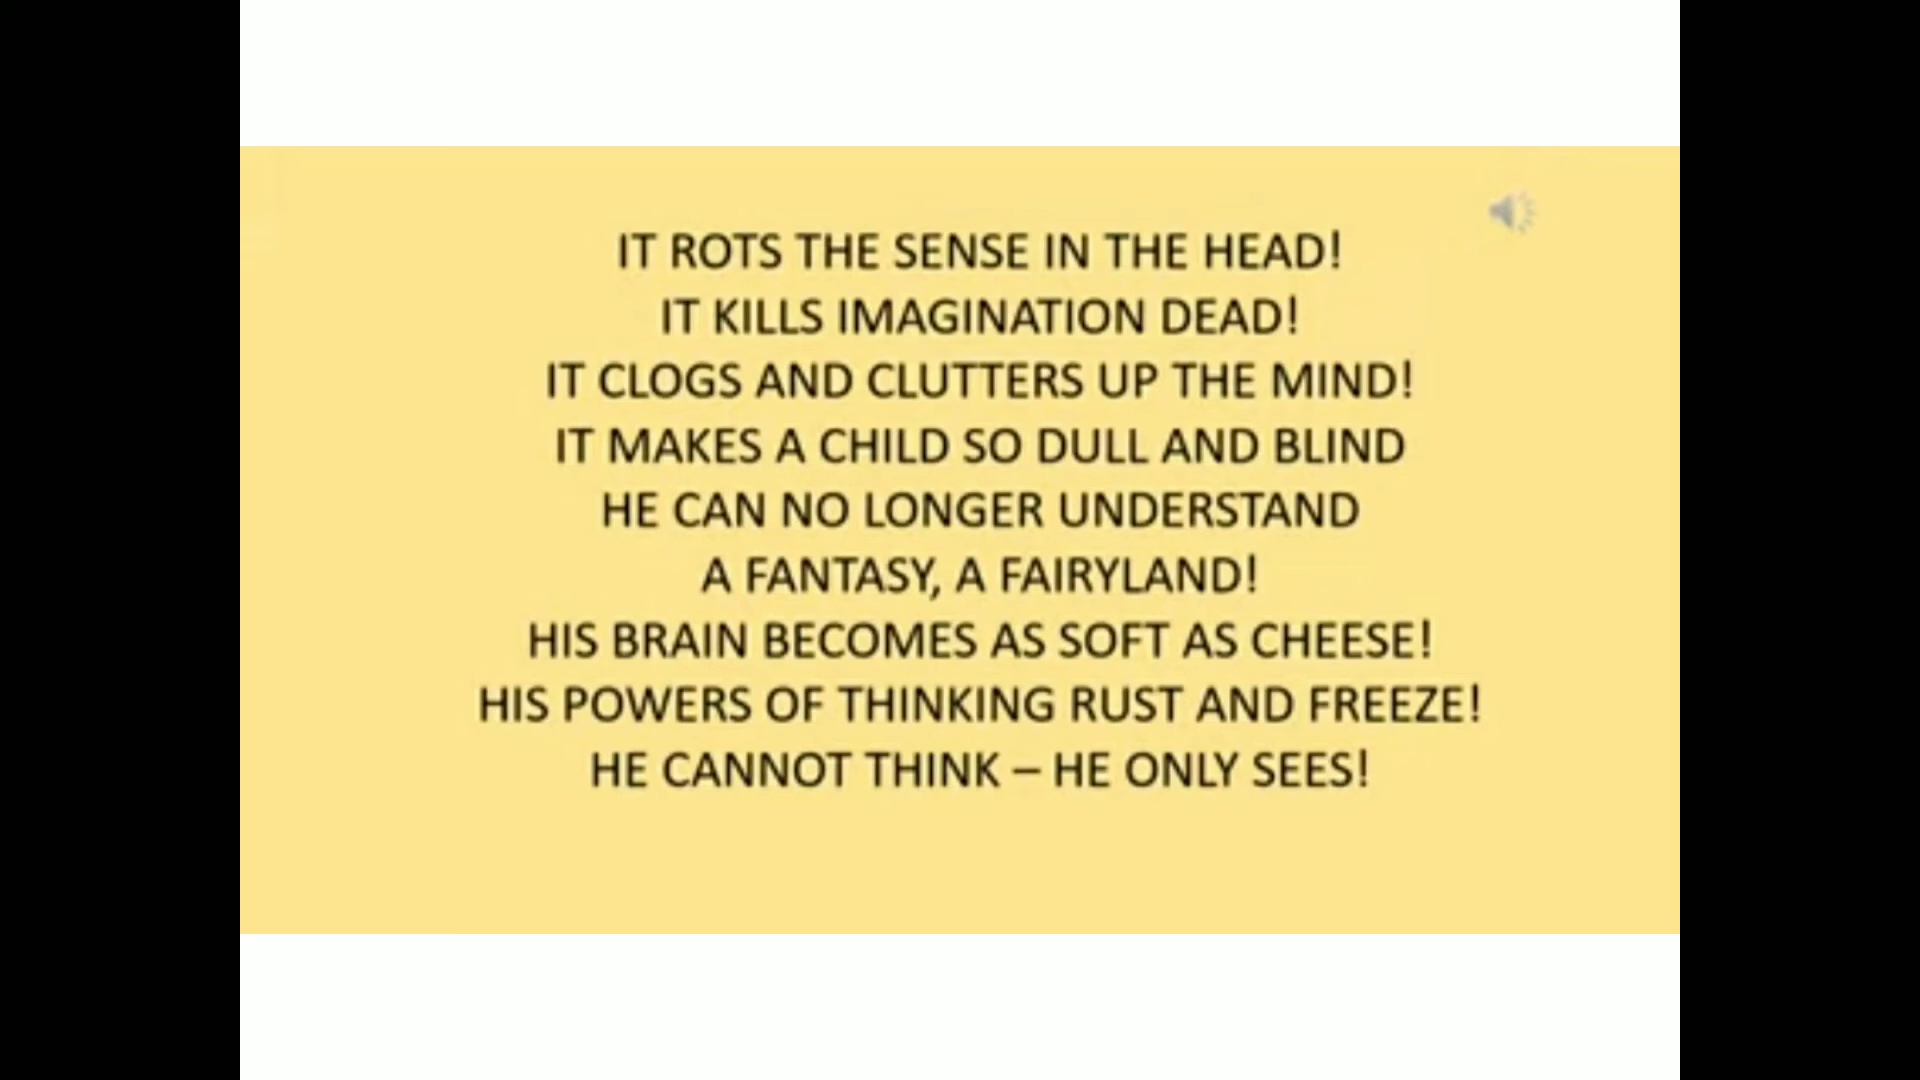 IT ROTS THE SENSE IN THE HEAD!
IT KILLS IMAGINATION DEAD!
IT CLOGS AND CLUTTERS UP THE MIND!
IT MAKES A CHILD SO DULL AND BLIND
HE CAN NO LONGER UNDERSTAND
A FANTASY, A FAIRYLAND!
HIS BRAIN BECOMES AS SOFT AS CHEESE!
HIS POWERS OF THINKING RUST AND FREEZE!
HE CANNOT THINK – HE ONLY SEES!